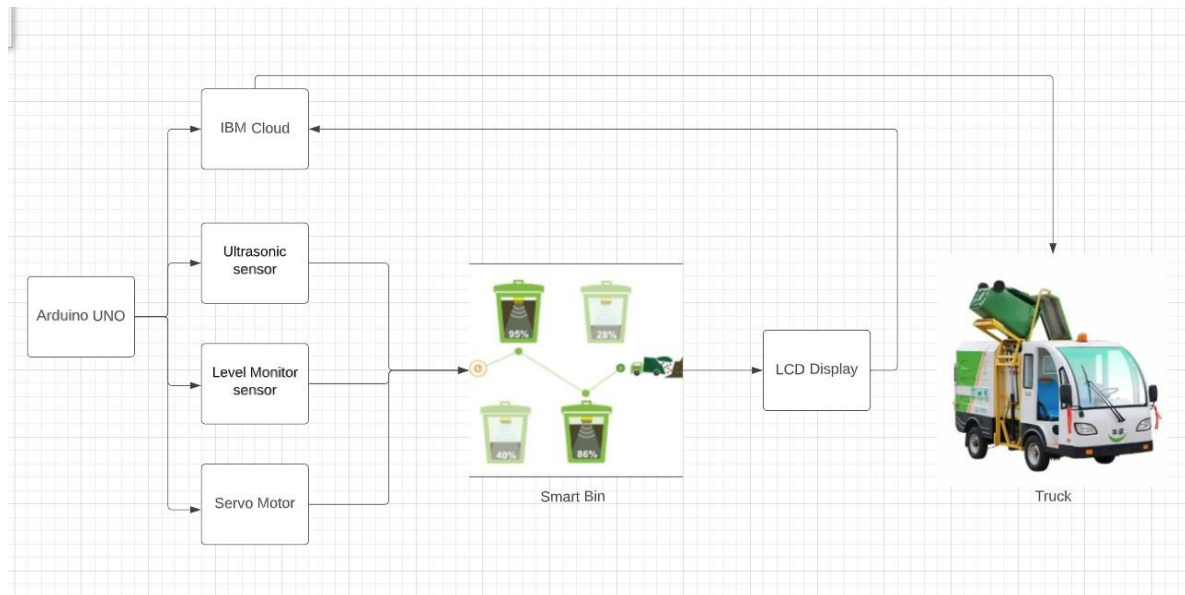 IBM Cloud
Ultrasonic
sensor
Arduino UNO
Level Monitor
sensor
Servo Motor
95%
28%
40%
86%
Smart Bin
LCD Display
Truck